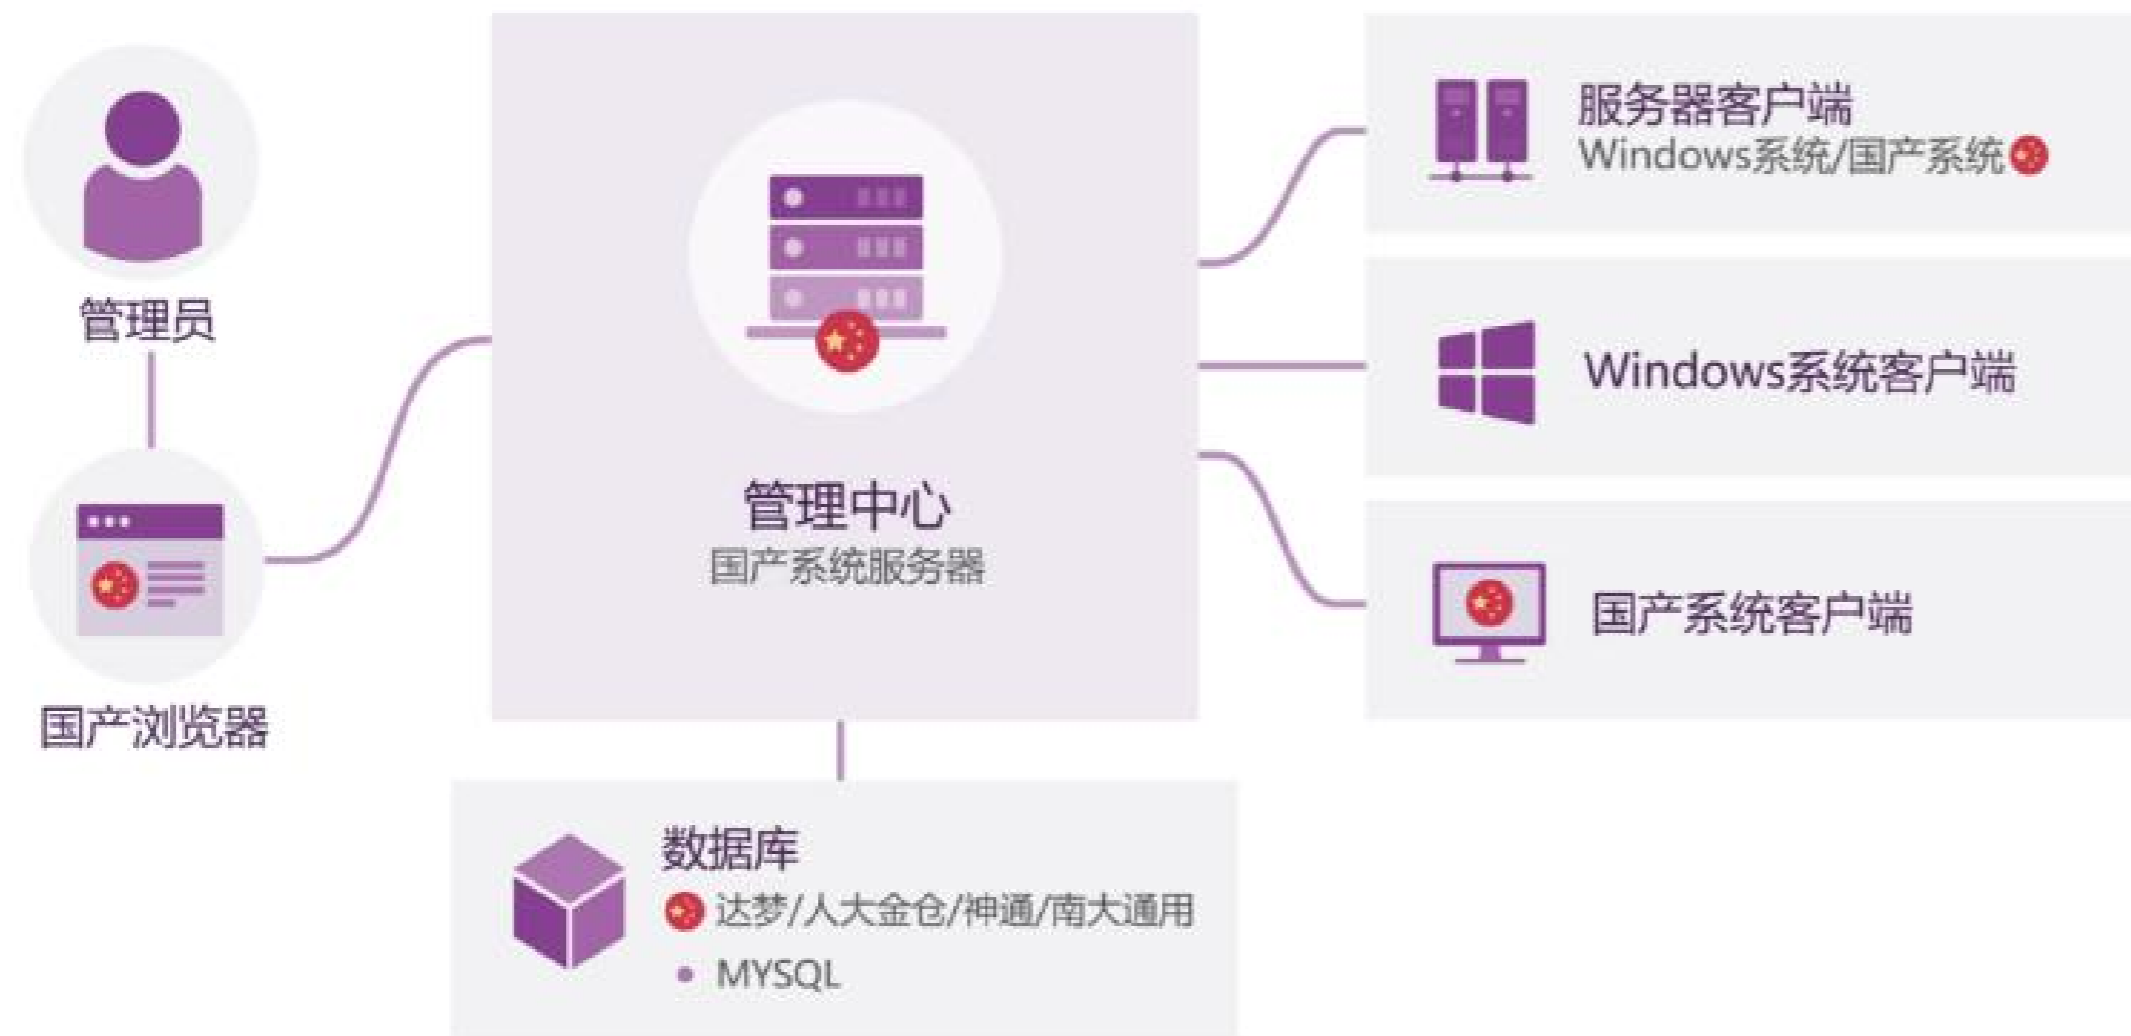 管理员
国产浏览器
管理中心
国产系统服务器
数据库
达梦/人大金仓/神通/南大通用
MYSQL
服务器客户端
Windows系统/国产系统
Windows系统客户端
国产系统客户端